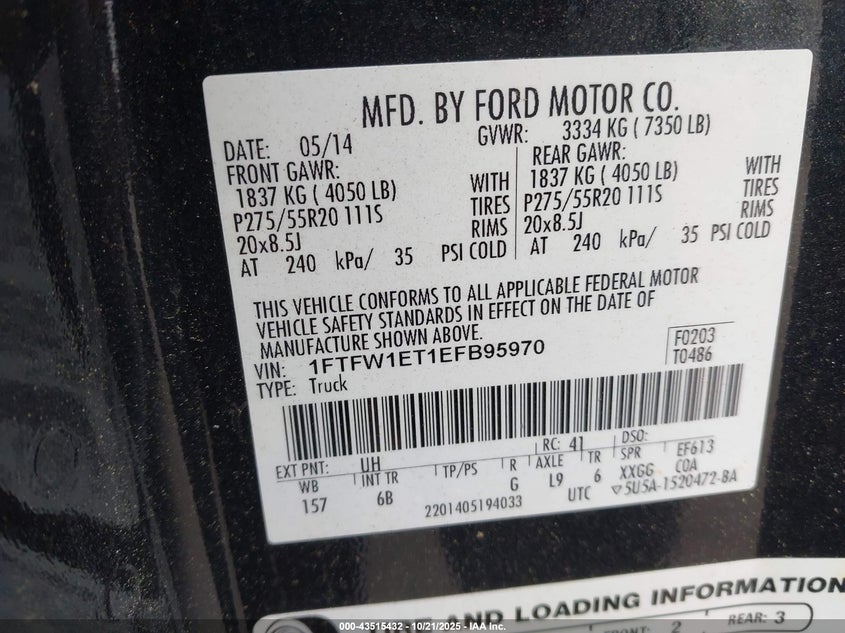 MFD. BY FORD MOTOR CO.
DATE: 05/14 GVWR: 3334 KG ( 7350 LB)
FRONT GAWR: REAR GAWR:
1837 KG ( 4050 LB) WITH 1837 KG ( 4050 LB) WITH
P275/55R20 111S TIRES P275/55R20 111S TIRES
20x8.5J RIMS 20x8.5J RIMS
AT 240 kPa/ 35 PSI COLD AT 240 kPa/ 35 PSI COLD
THIS VEHICLE CONFORMS TO ALL APPLICABLE FEDERAL MOTOR
VEHICLE SAFETY STANDARDS IN EFFECT ON THE DATE OF
MANUFACTURE SHOWN ABOVE.
VIN: 1FTFW1ET1EFB95970 F0203
TYPE: Truck T0486
EXT PNT: UH RC: 41 DSO:
WB INT TR TP/PS R AXLE TR SPR EF613
157 6B G L9 6 XXGG COA
2201405194033 UTC ▽5U5A-1520472-BA
AND LOADING INFORMATION
FRONT: 2 REAR: 3
000-43515432 - 10/21/2025 - IAA Inc.